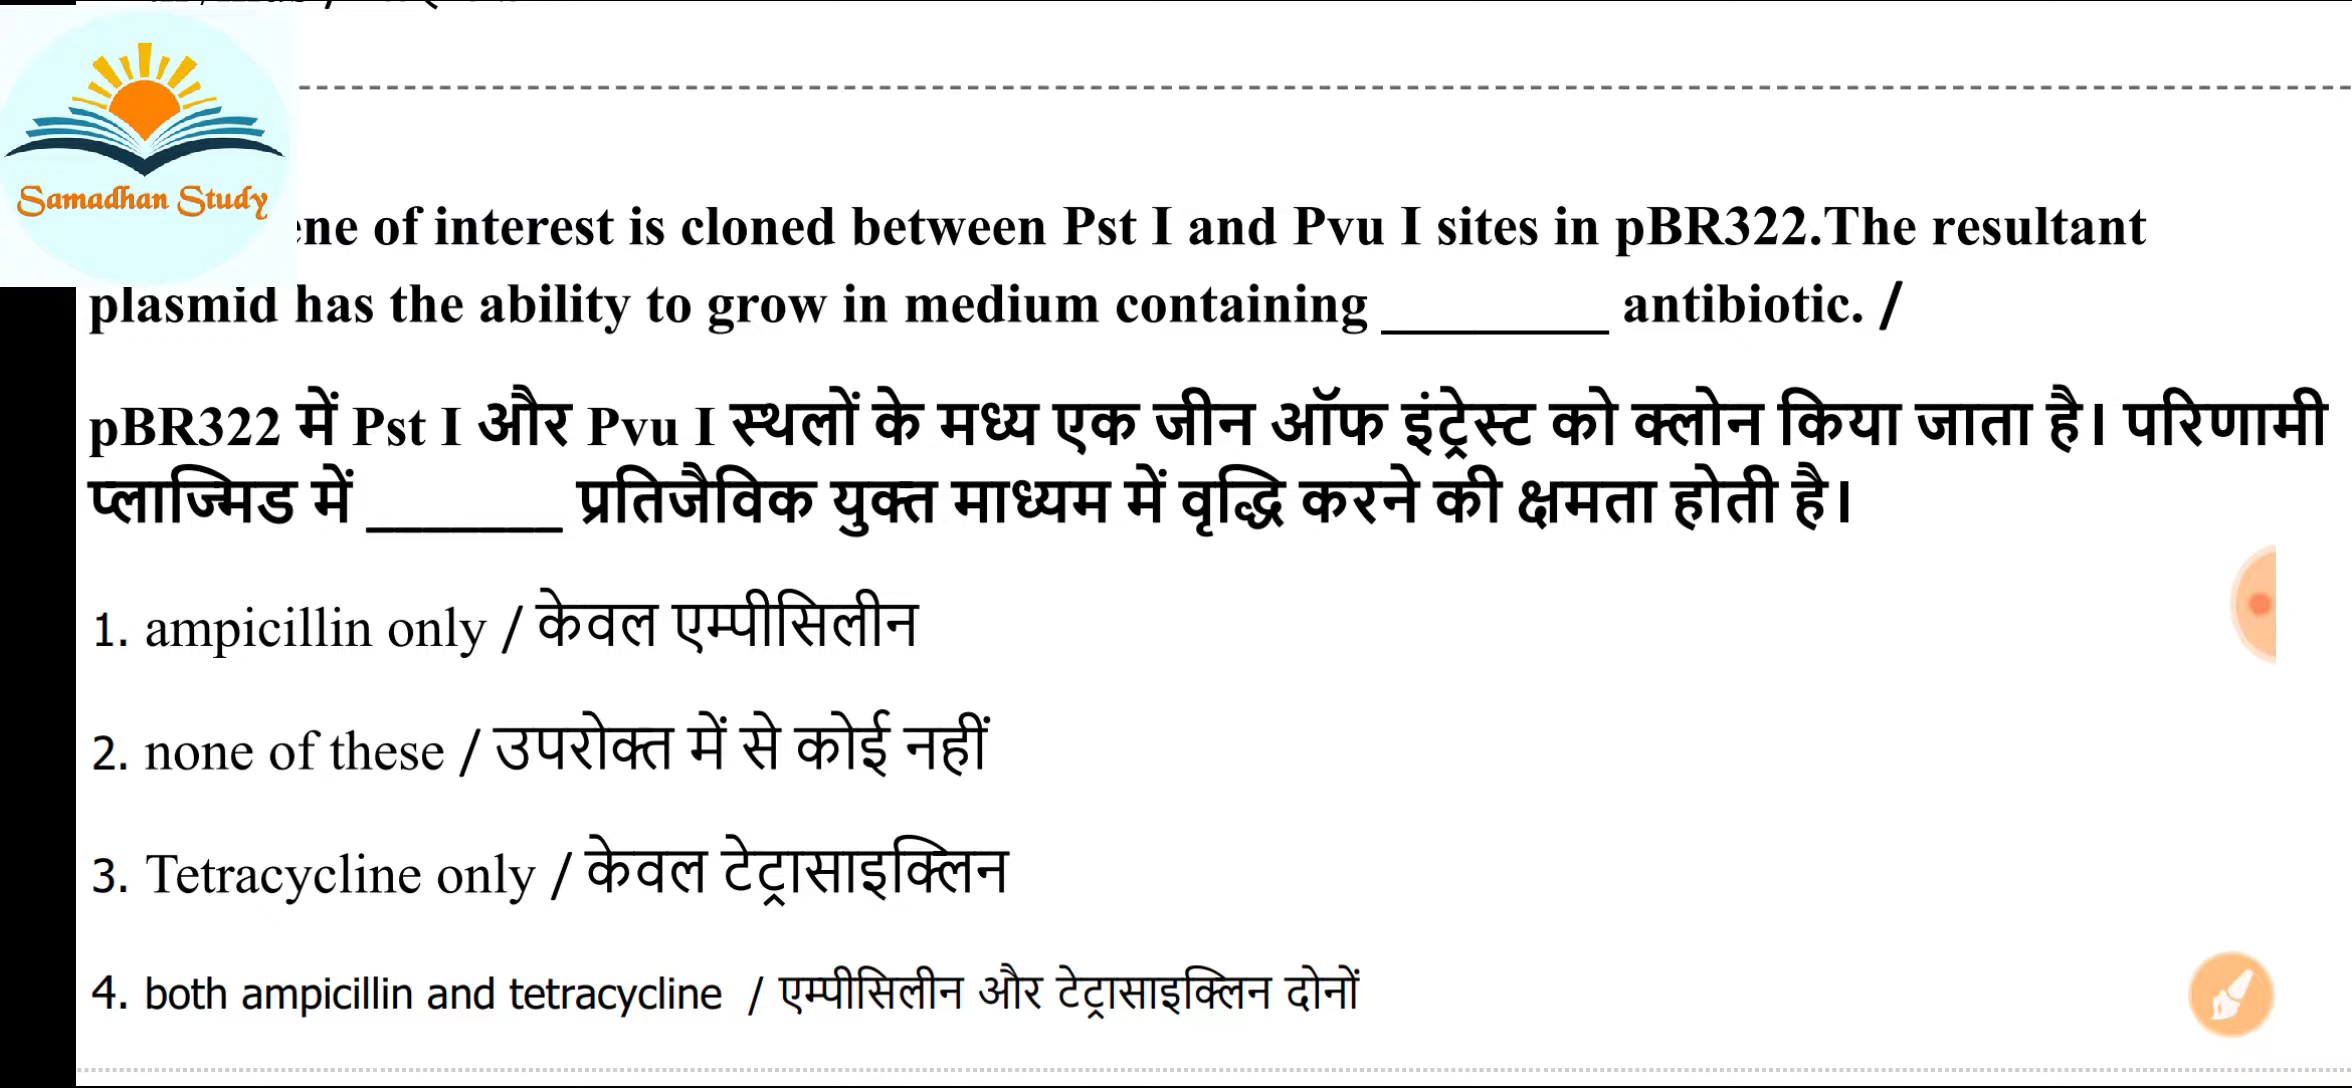 Samadhan Study
ene of interest is cloned between Pst I and Pvu I sites in pBR322.The resultant
plasmid has the ability to grow in medium containing ________ antibiotic. /
pBR322 में Pst I और Pvu I स्थलों के मध्य एक जीन ऑफ इंट्रेस्ट को क्लोन किया जाता है। परिणामी
प्लाज्मिड में _______ प्रतिजैविक युक्त माध्यम में वृद्धि करने की क्षमता होती है।
1. ampicillin only / केवल एम्पीसिलीन
2. none of these / उपरोक्त में से कोई नहीं
3. Tetracycline only / केवल टेट्रासाइक्लिन
4. both ampicillin and tetracycline / एम्पीसिलीन और टेट्रासाइक्लिन दोनों